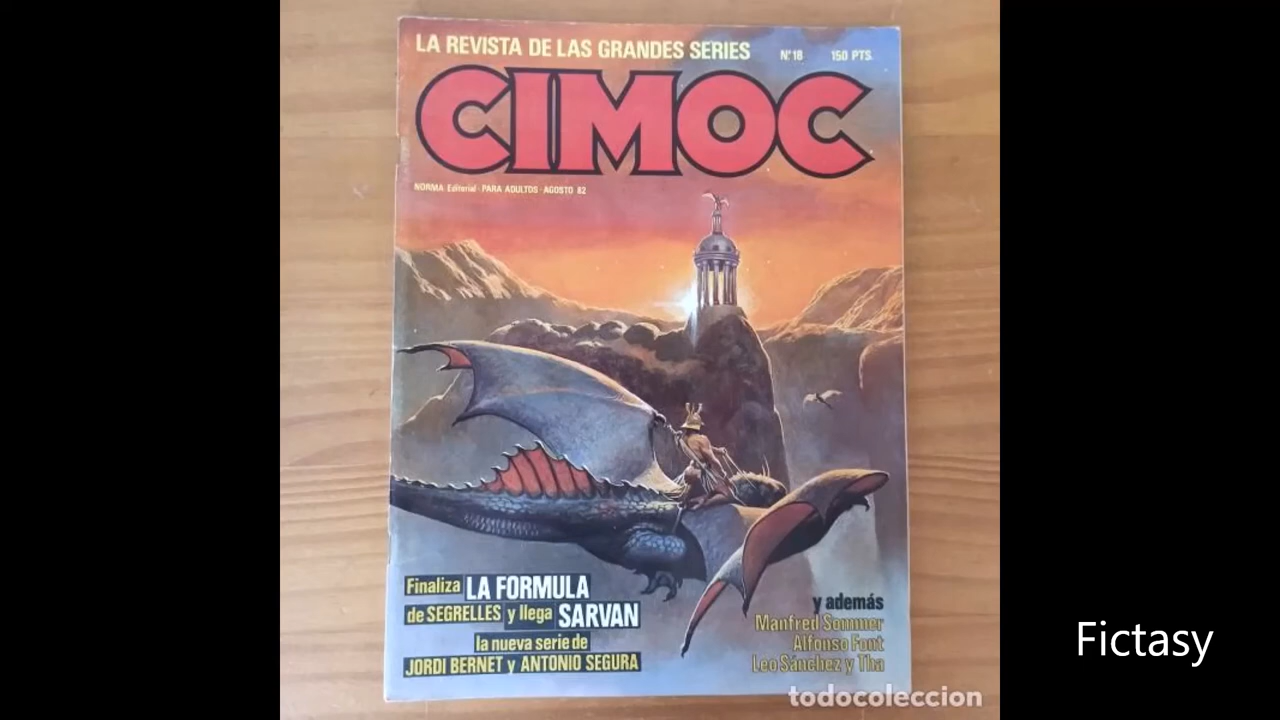 LA REVISTA DE LAS GRANDES SERIES Nº18 150 PTS.
CIMOC
NORMA Editorial · PARA ADULTOS · AGOSTO 82
Finaliza LA FORMULA
de SEGRELLES y llega SARVAN
la nueva serie de
JORDI BERNET y ANTONIO SEGURA
y además
Manfred Sommer
Alfonso Font
Leo Sánchez y Tha
todocoleccion
Fictasy